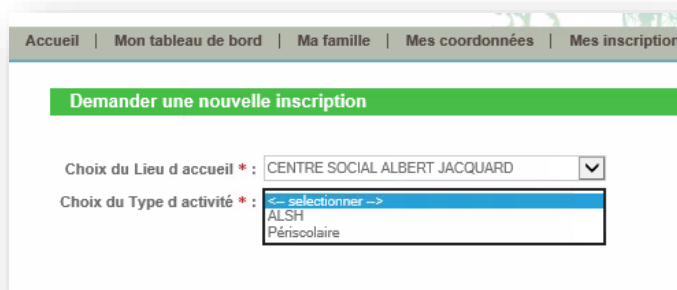 Accueil | Mon tableau de bord | Ma famille | Mes coordonnées | Mes inscription
Demander une nouvelle inscription
Choix du Lieu d accueil * : CENTRE SOCIAL ALBERT JACQUARD
Choix du Type d activité * : <-- selectionner -->
ALSH
Périscolaire